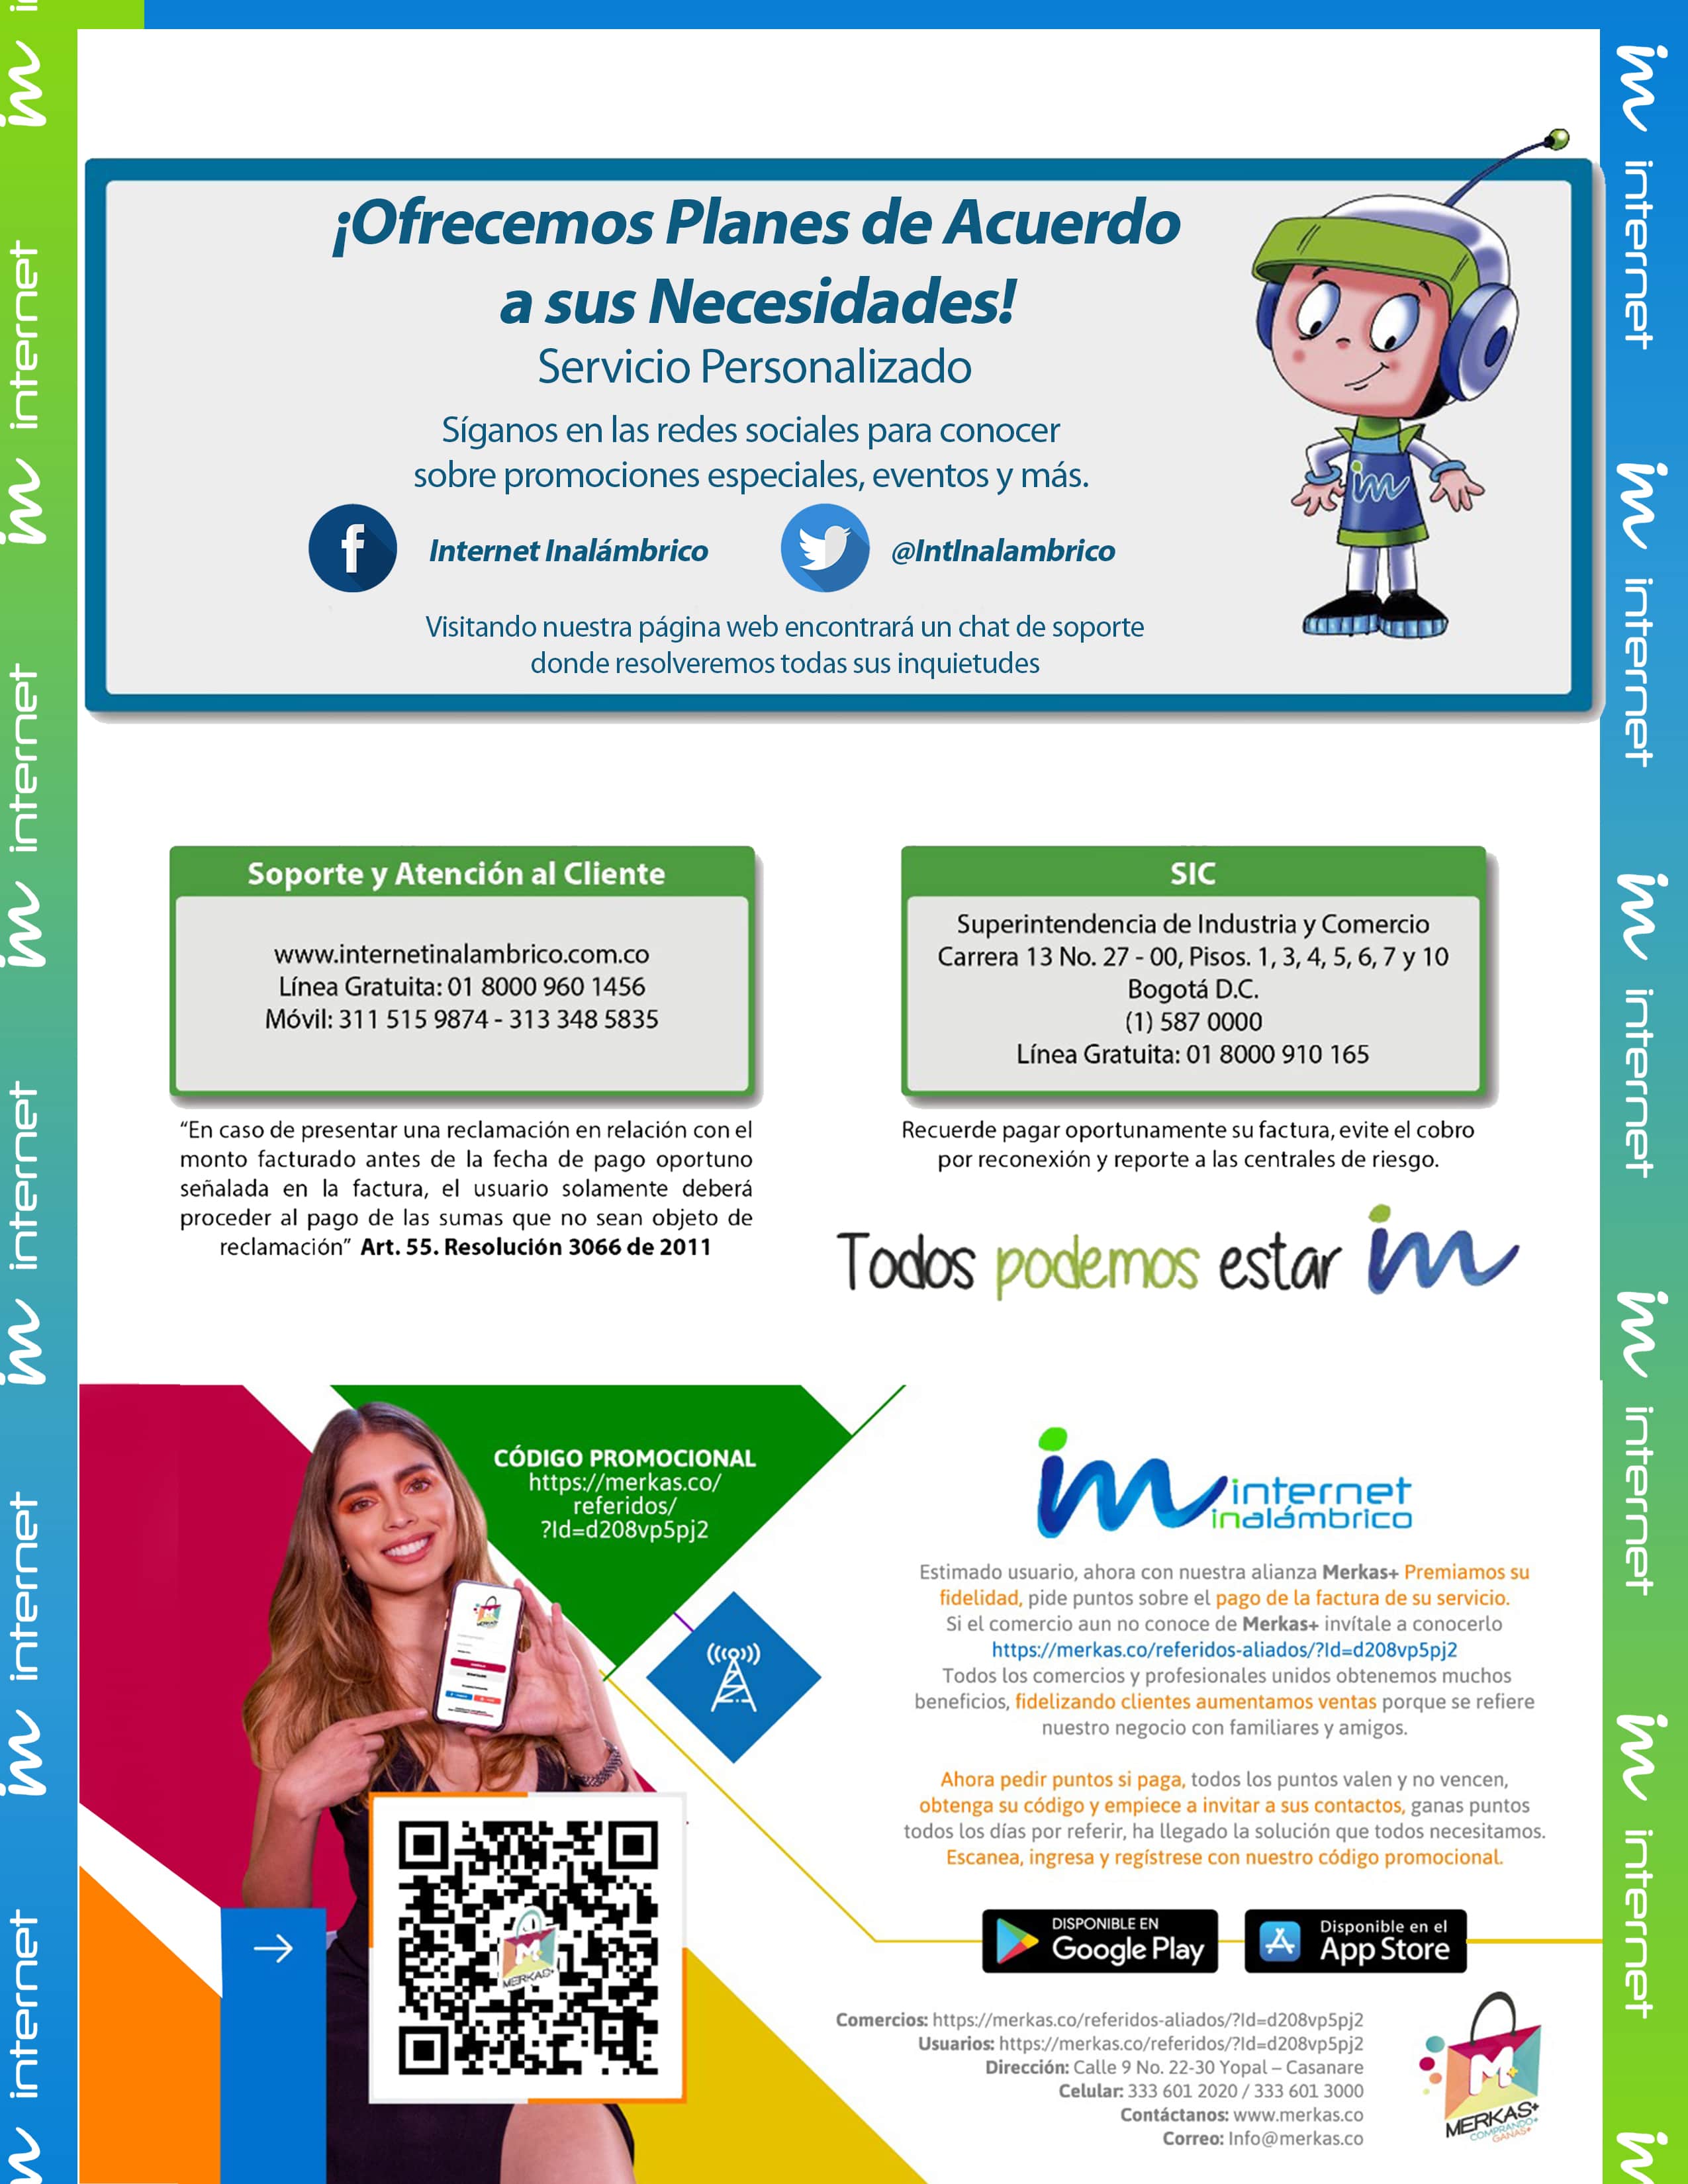 ¡Ofrecemos Planes de Acuerdo
a sus Necesidades!
Servicio Personalizado
Síganos en las redes sociales para conocer
sobre promociones especiales, eventos y más.
Internet Inalámbrico
@IntInalambrico
Visitando nuestra página web encontrará un chat de soporte
donde resolveremos todas sus inquietudes
im
Soporte y Atención al Cliente
www.internetinalambrico.com.co
Línea Gratuita: 01 8000 960 1456
Móvil: 311 515 9874 - 313 348 5835
"En caso de presentar una reclamación en relación con el
monto facturado antes de la fecha de pago oportuno
señalada en la factura, el usuario solamente deberá
proceder al pago de las sumas que no sean objeto de
reclamación" Art. 55. Resolución 3066 de 2011
SIC
Superintendencia de Industria y Comercio
Carrera 13 No. 27 - 00, Pisos. 1, 3, 4, 5, 6, 7 y 10
Bogotá D.C.
(1) 587 0000
Línea Gratuita: 01 8000 910 165
Recuerde pagar oportunamente su factura, evite el cobro
por reconexión y reporte a las centrales de riesgo.
Todos podemos estar im
CÓDIGO PROMOCIONAL
https://merkas.co/
referidos/
?Id=d208vp5pj2
MERKAS+
im internet
inalámbrico
Estimado usuario, ahora con nuestra alianza Merkas+ Premiamos su
fidelidad, pide puntos sobre el pago de la factura de su servicio.
Si el comercio aun no conoce de Merkas+ invítale a conocerlo
https://merkas.co/referidos-aliados/?Id=d208vp5pj2
Todos los comercios y profesionales unidos obtenemos muchos
beneficios, fidelizando clientes aumentamos ventas porque se refiere
nuestro negocio con familiares y amigos.
Ahora pedir puntos si paga, todos los puntos valen y no vencen,
obtenga su código y empiece a invitar a sus contactos, ganas puntos
todos los días por referir, ha llegado la solución que todos necesitamos.
Escanea, ingresa y regístrese con nuestro código promocional.
DISPONIBLE EN
Google Play
Disponible en el
App Store
Comercios: https://merkas.co/referidos-aliados/?Id=d208vp5pj2
Usuarios: https://merkas.co/referidos/?Id=d208vp5pj2
Dirección: Calle 9 No. 22-30 Yopal – Casanare
Celular: 333 601 2020 / 333 601 3000
Contáctanos: www.merkas.co
Correo: Info@merkas.co
M+
MERKAS+
COMPRANDO+
GANAS+
im internet im internet im internet im internet im internet im
im internet im internet im internet im internet im internet im